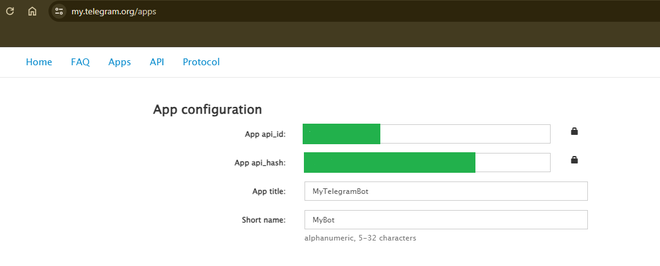 my.telegram.org/apps
Home FAQ Apps API Protocol
App configuration
App api_id:
App api_hash:
App title: MyTelegramBot
Short name: MyBot
alphanumeric, 5-32 characters